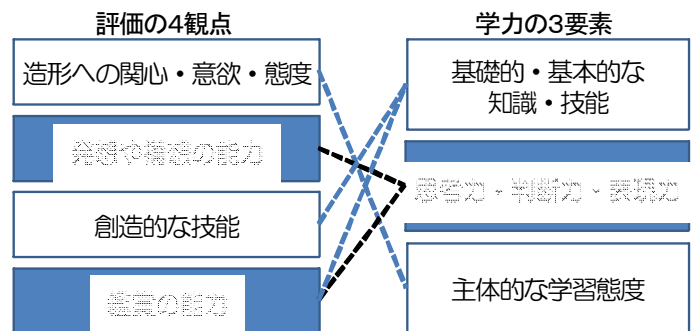 評価の4観点
造形への関心・意欲・態度
発想や構想の能力
創造的な技能
鑑賞の能力
学力の3要素
基礎的・基本的な
知識・技能
思考力・判断力・表現力
主体的な学習態度